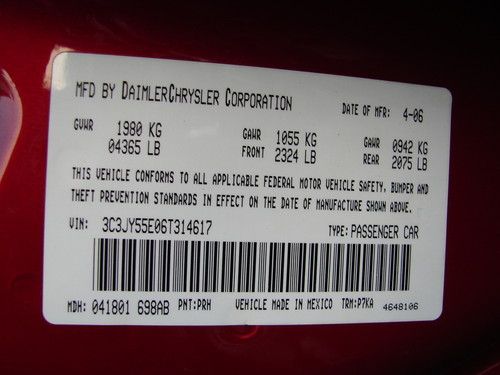 MFD BY DAIMLERCHRYSLER CORPORATION DATE OF MFR: 4-06
GVWR 1980 KG GAWR 1055 KG GAWR 0942 KG
04365 LB FRONT 2324 LB REAR 2075 LB
THIS VEHICLE CONFORMS TO ALL APPLICABLE FEDERAL MOTOR VEHICLE SAFETY, BUMPER AND
THEFT PREVENTION STANDARDS IN EFFECT ON THE DATE OF MANUFACTURE SHOWN ABOVE.
VIN: 3C3JY55E06T314617 TYPE: PASSENGER CAR
MDH: 041801 698AB PNT:PRH VEHICLE MADE IN MEXICO TRM:P7KA 4648106